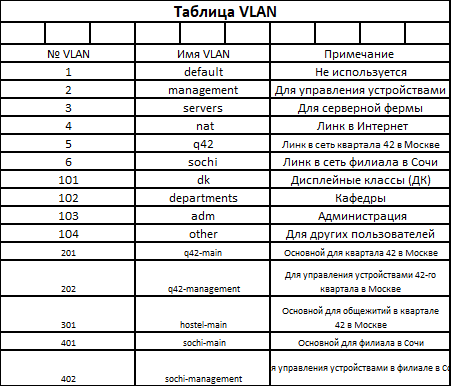 Таблица VLAN
№ VLAN Имя VLAN Примечание
1 default Не используется
2 management Для управления устройствами
3 servers Для серверной фермы
4 nat Линк в Интернет
5 q42 Линк в сеть квартала 42 в Москве
6 sochi Линк в сеть филиала в Сочи
101 dk Дисплейные классы (ДК)
102 departments Кафедры
103 adm Администрация
104 other Для других пользователей
201 q42-main Основной для квартала 42 в Москве
Для управления устройствами 42-го
202 q42-management квартала в Москве
Основной для общежитий в квартале
301 hostel-main 42 в Москве
401 sochi-main Основной для филиала в Сочи
402 sochi-management я управления устройствами в филиале в Со